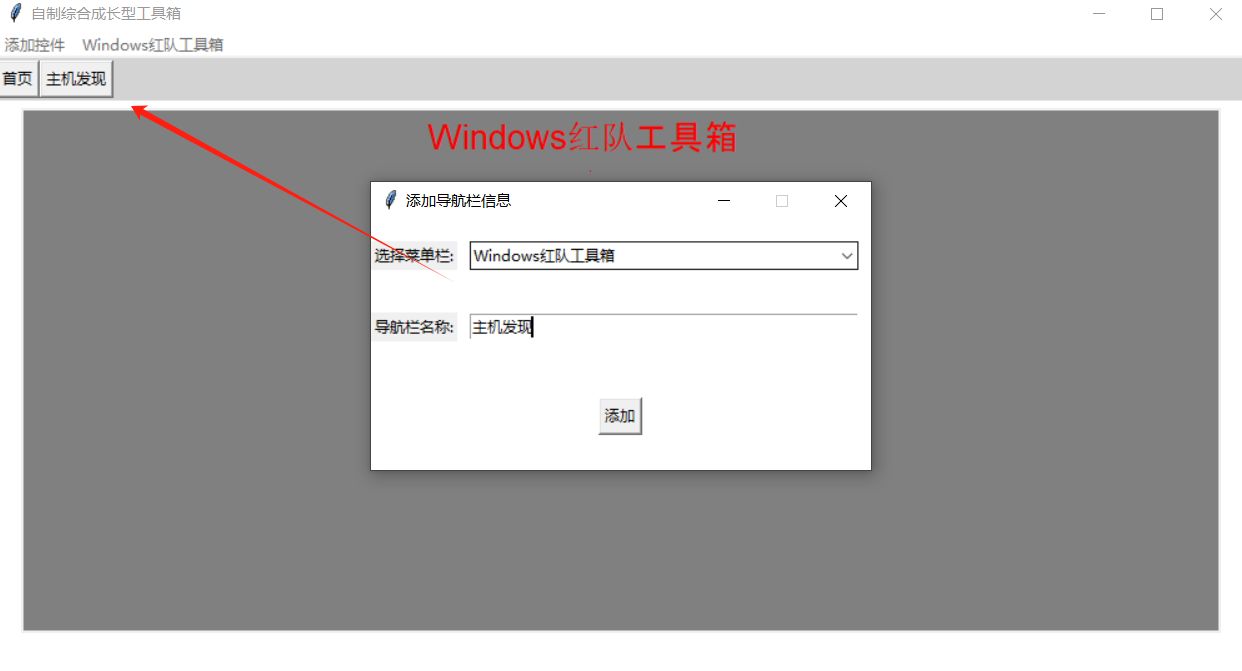 自制综合成长型工具箱
添加控件 Windows红队工具箱
首页 主机发现
Windows红队工具箱
添加导航栏信息
选择菜单栏: Windows红队工具箱
导航栏名称: 主机发现
添加